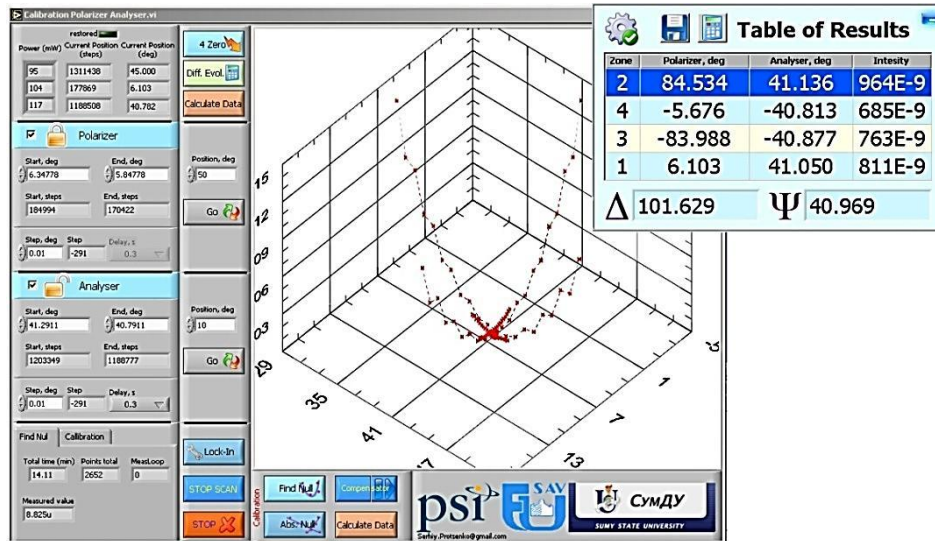 Calibration Polarizer Analyser.vi
restored
Power (mW) Current Position (steps) Current Position (deg)
95 1311438 45.000
104 177869 6.103
117 1188508 40.782
Polarizer
Start, deg End, deg
6.34778 5.84778
Start, steps End, steps
184994 170422
Step, deg Step Delay, s
0.01 -291 0.3
Analyser
Start, deg End, deg
41.2911 40.7911
Start, steps End, steps
1203349 1188777
Step, deg Step Delay, s
0.01 -291 0.3
Find Nul Calibration
Total time (min) Points total MeasLoop
14.11 2652 0
Measured value
8.825u
4 Zero
Diff. Evol.
Calculate Data
Position, deg
50
Go
Position, deg
10
Go
Lock-In
STOP SCAN
STOP
15
12
09
06
03
29
35
41
13
7
1
Table of Results
Zone Polarizer, deg Analyser, deg Intesity
2 84.534 41.136 964E-9
4 -5.676 -40.813 685E-9
3 -83.988 -40.877 763E-9
1 6.103 41.050 811E-9
Δ 101.629 Ψ 40.969
Calibration
Find Nul Compensator
Abs. Nul Calculate Data
psi
SAV
СумДУ
SUMY STATE UNIVERSITY
Serhiy.Protsenko@gmail.com